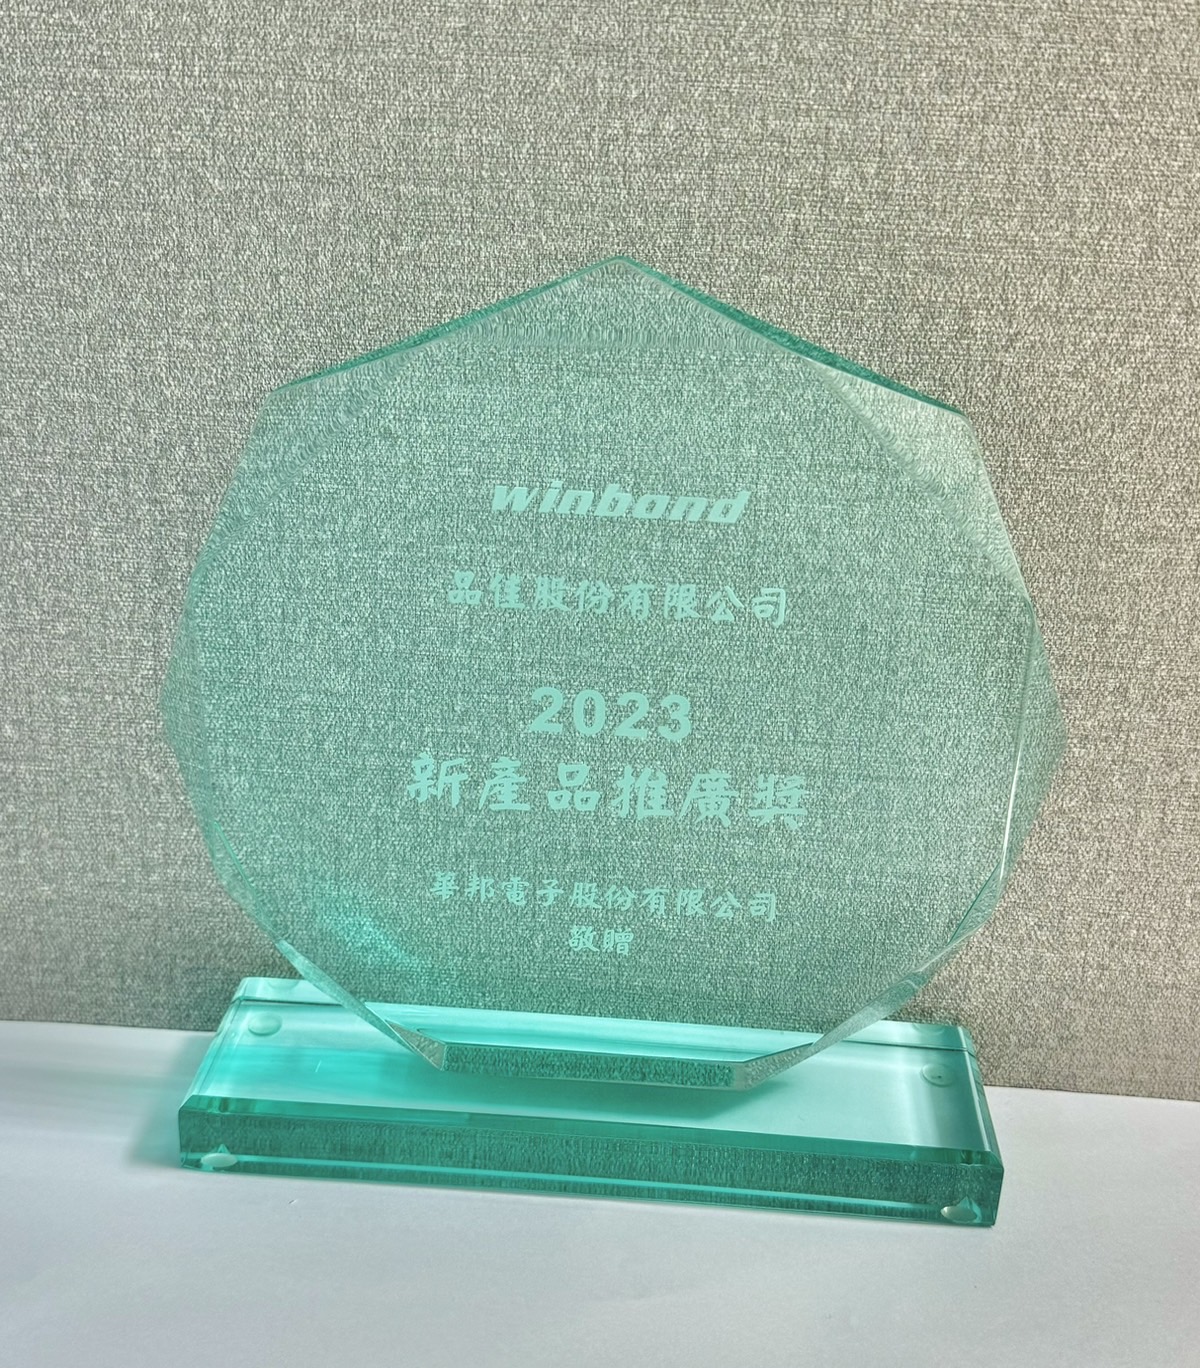 winbond
品佳股份有限公司
2023
新產品推廣獎
華邦電子股份有限公司
敬贈